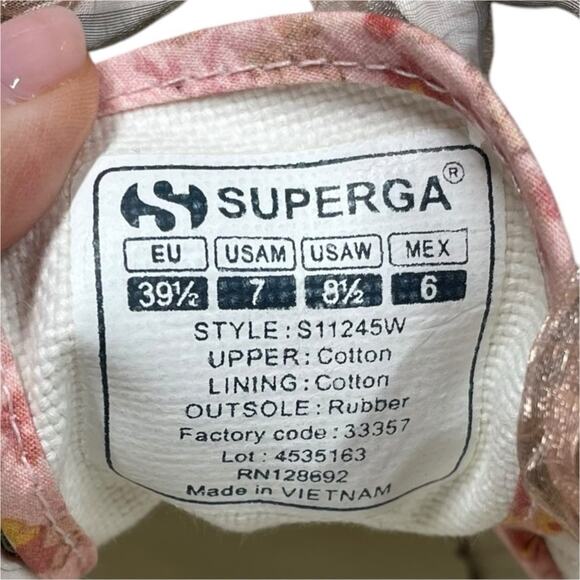 SUPERGA®
EU USAM USAW MEX
39½ 7 8½ 6
STYLE: S11245W
UPPER: Cotton
LINING: Cotton
OUTSOLE: Rubber
Factory code: 33357
Lot: 4535163
RN128692
Made in VIETNAM